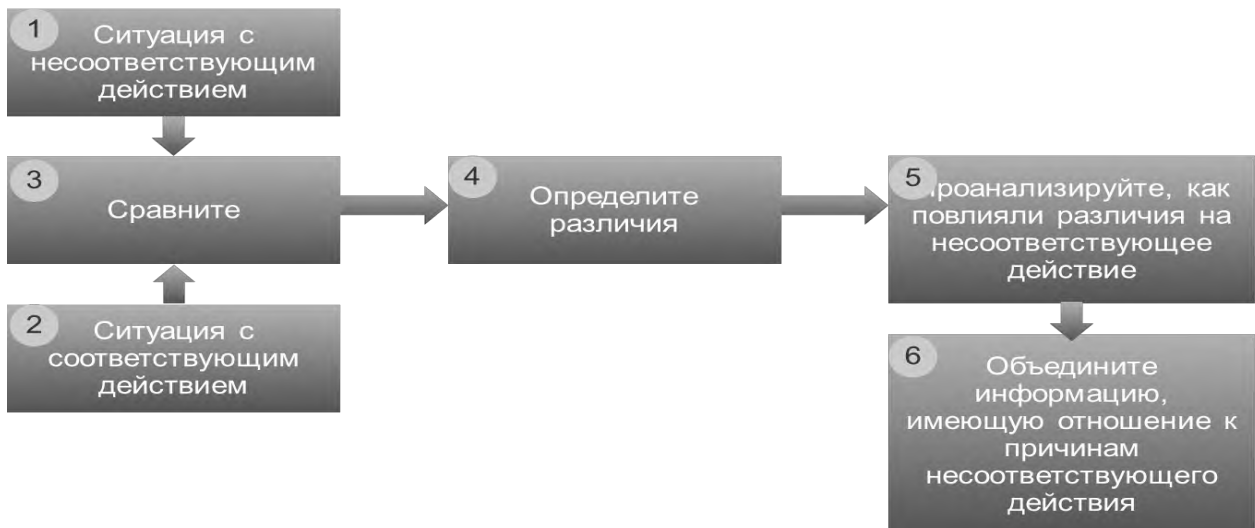 1
Ситуация с
несоответствующим
действием
3
Сравните
2
Ситуация с
соответствующим
действием
4
Определите
различия
5
роанализируйте, как
повлияли различия на
несоответствующее
действие
6
Объедините
информацию,
имеющую отношение к
причинам
несоответствующего
действия